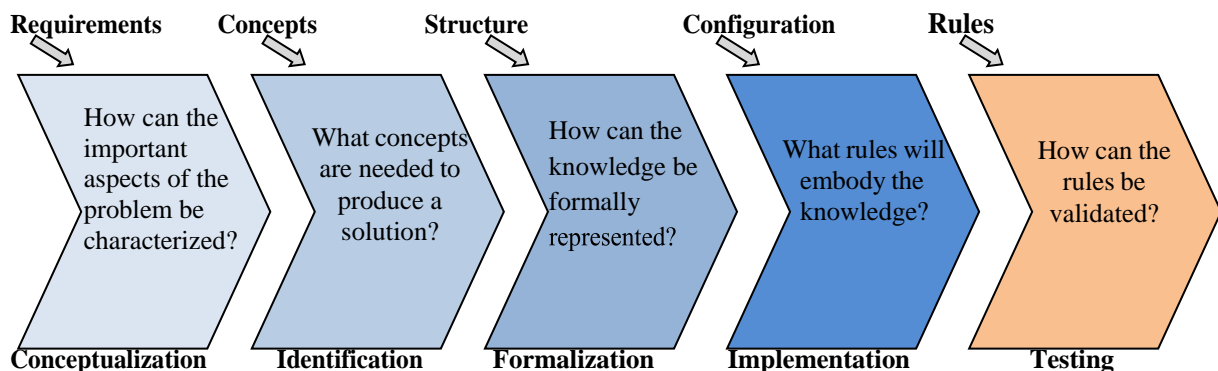 Requirements
Concepts
Structure
Configuration
Rules
How can the
important
aspects of the
problem be
characterized?
What concepts
are needed to
produce a
solution?
How can the
knowledge be
formally
represented?
What rules will
embody the
knowledge?
How can the
rules be
validated?
Conceptualization
Identification
Formalization
Implementation
Testing